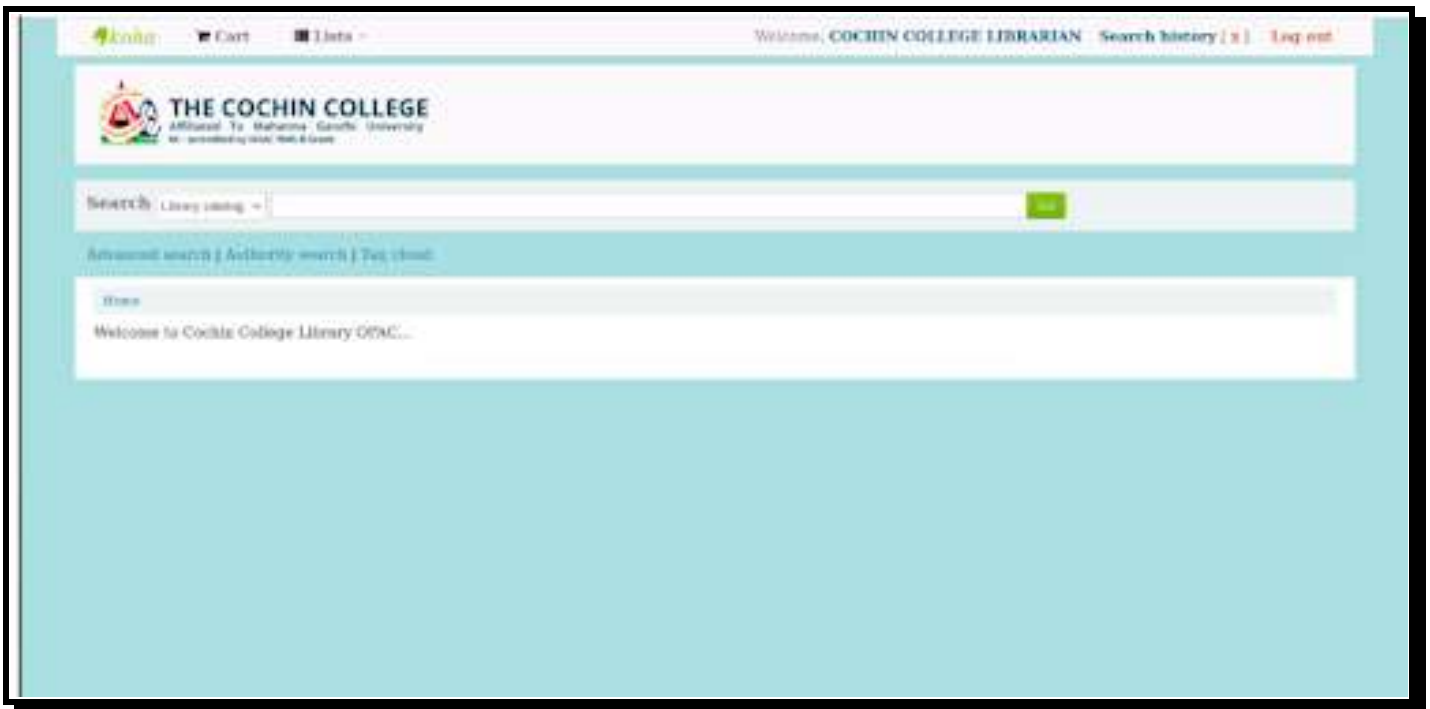 koha Cart Lists Welcome, COCHIN COLLEGE LIBRARIAN Search history [x] Log out
THE COCHIN COLLEGE
Affiliated To Mahatma Gandhi University
Search Library catalog Go
Advanced search | Authority search | Tag cloud
Home
Welcome to Cochin College Library OPAC...